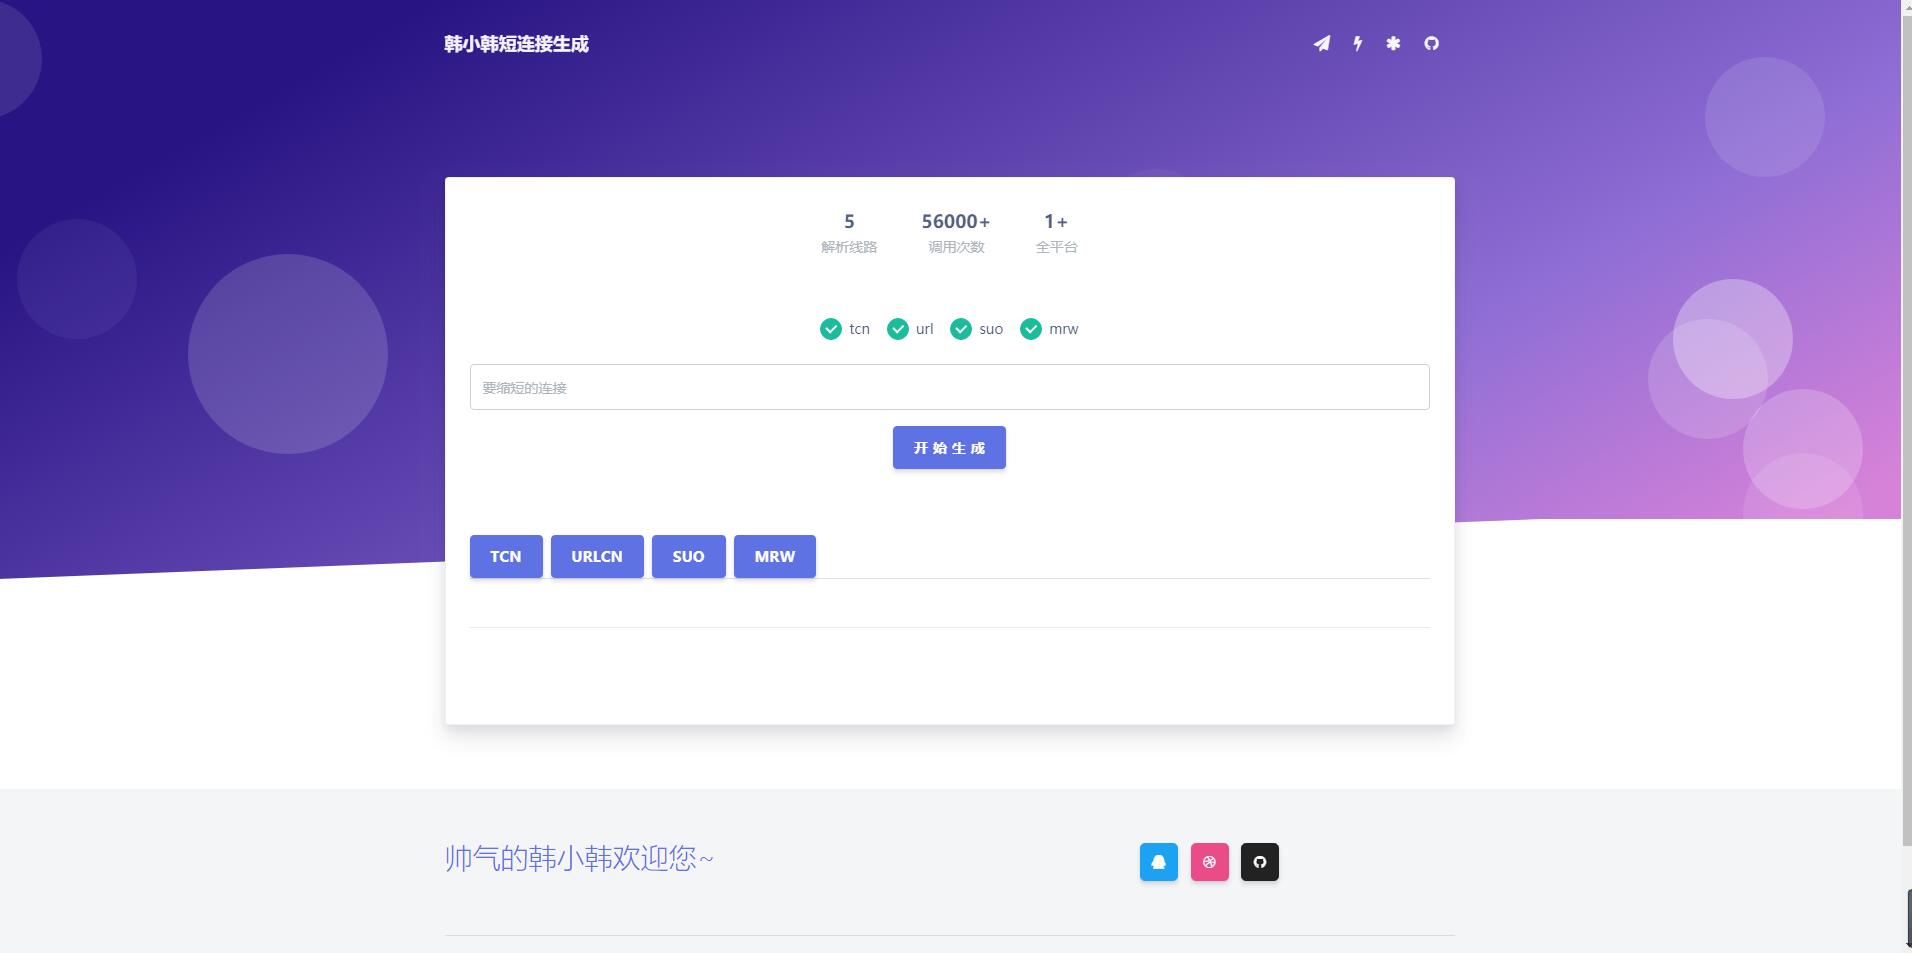 韩小韩短连接生成
5 56000+ 1+
解析线路 调用次数 全平台
tcn url suo mrw
要缩短的连接
开始生成
TCN URLCN SUO MRW
帅气的韩小韩欢迎您~